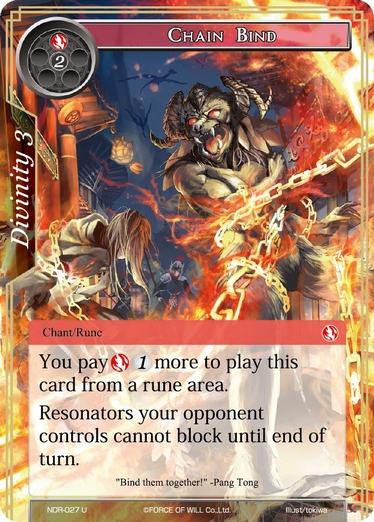 Chain Bind
2
Divinity 3
Chant/Rune
You pay 1 more to play this
card from a rune area.
Resonators your opponent
controls cannot block until end of
turn.
"Bind them together!" -Pang Tong
NDR-027 U ©FORCE OF WILL Co.,Ltd. Illust/tokiwa